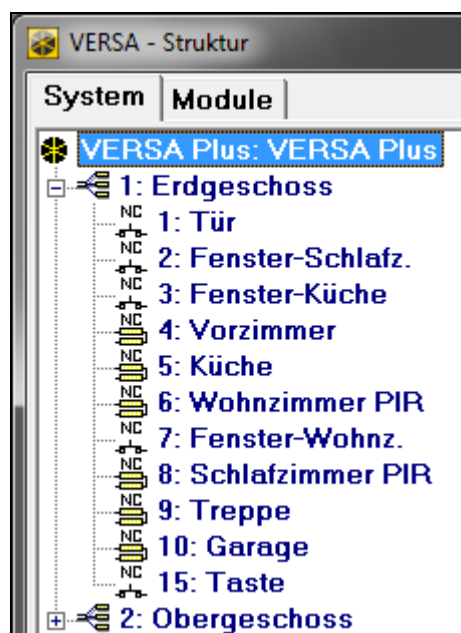 VERSA - Struktur
System Module
VERSA Plus: VERSA Plus
1: Erdgeschoss
NC 1: Tür
NC 2: Fenster-Schlafz.
NC 3: Fenster-Küche
NC 4: Vorzimmer
NC 5: Küche
NC 6: Wohnzimmer PIR
NC 7: Fenster-Wohnz.
NC 8: Schlafzimmer PIR
NC 9: Treppe
NC 10: Garage
NC 15: Taste
2: Obergeschoss